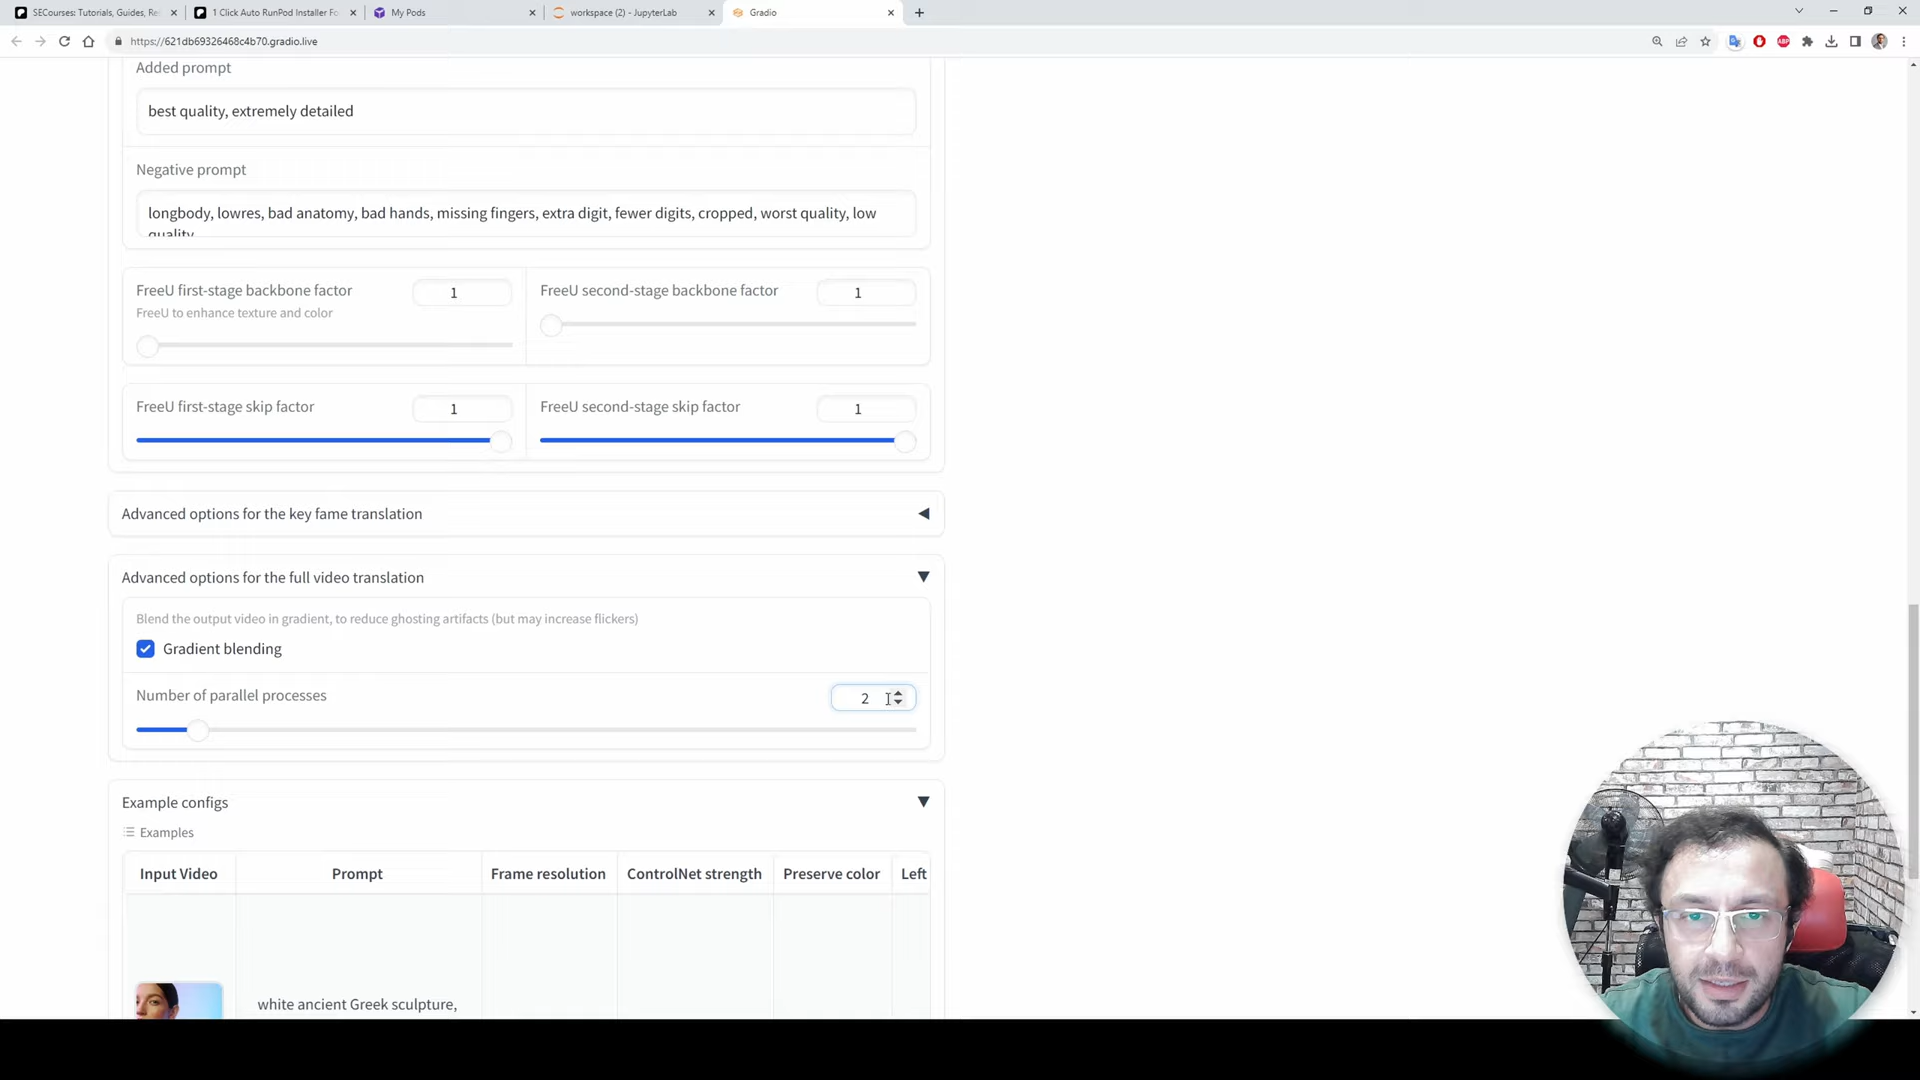 SECourses: Tutorials, Guides, Re
1 Click Auto RunPod Installer Fo
My Pods
workspace (2) - JupyterLab
Gradio
https://621db69326468c4b70.gradio.live
Added prompt
best quality, extremely detailed
Negative prompt
longbody, lowres, bad anatomy, bad hands, missing fingers, extra digit, fewer digits, cropped, worst quality, low
quality
FreeU first-stage backbone factor
1
FreeU to enhance texture and color
FreeU second-stage backbone factor
1
FreeU first-stage skip factor
1
FreeU second-stage skip factor
1
Advanced options for the key fame translation
Advanced options for the full video translation
Blend the output video in gradient, to reduce ghosting artifacts (but may increase flickers)
Gradient blending
Number of parallel processes
2
Example configs
Examples
Input Video Prompt Frame resolution ControlNet strength Preserve color Left
white ancient Greek sculpture,